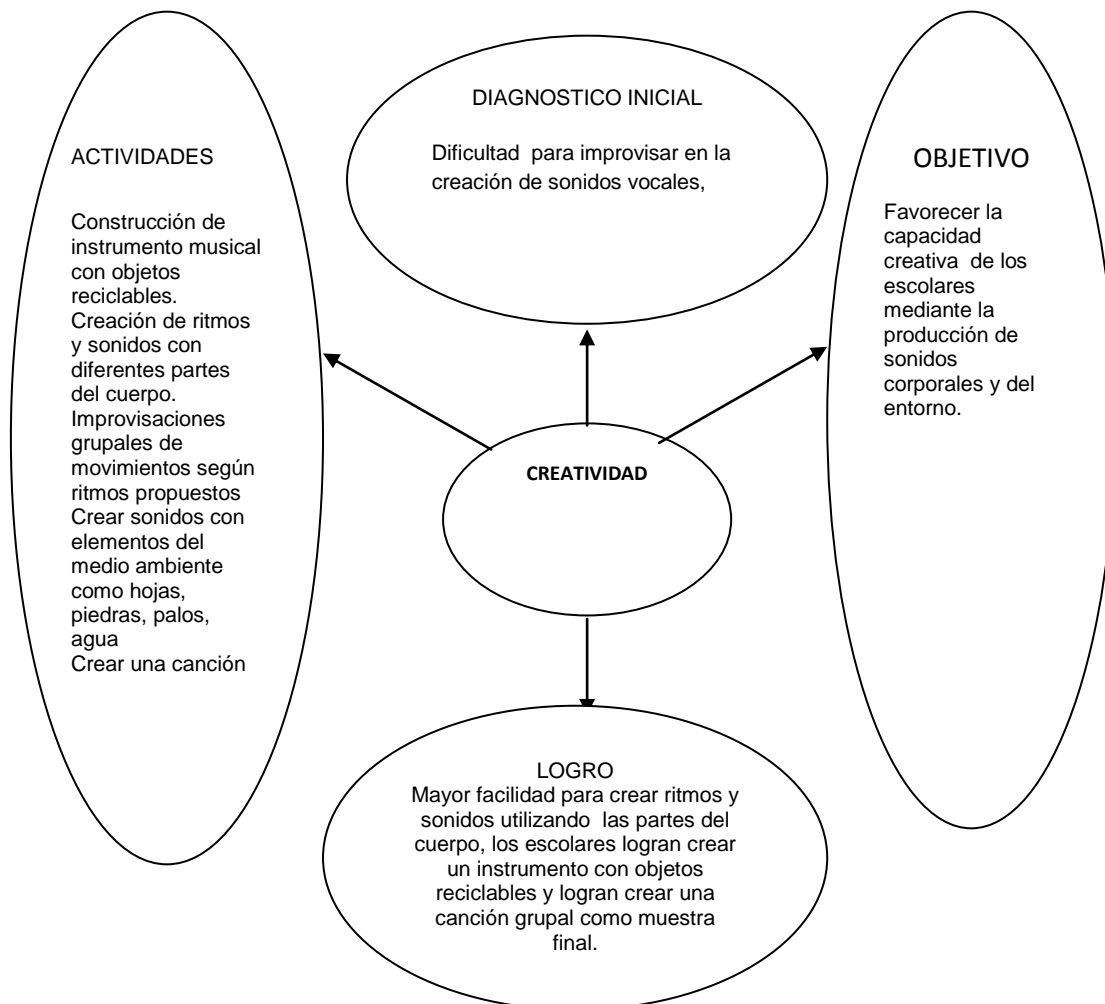 DIAGNOSTICO INICIAL
Dificultad para improvisar en la
creación de sonidos vocales,
ACTIVIDADES
Construcción de
instrumento musical
con objetos
reciclables.
Creación de ritmos
y sonidos con
diferentes partes
del cuerpo.
Improvisaciones
grupales de
movimientos según
ritmos propuestos
Crear sonidos con
elementos del
medio ambiente
como hojas,
piedras, palos,
agua
Crear una canción
OBJETIVO
Favorecer la
capacidad
creativa de los
escolares
mediante la
producción de
sonidos
corporales y del
entorno.
CREATIVIDAD
LOGRO
Mayor facilidad para crear ritmos y
sonidos utilizando las partes del
cuerpo, los escolares logran crear
un instrumento con objetos
reciclables y logran crear una
canción grupal como muestra
final.